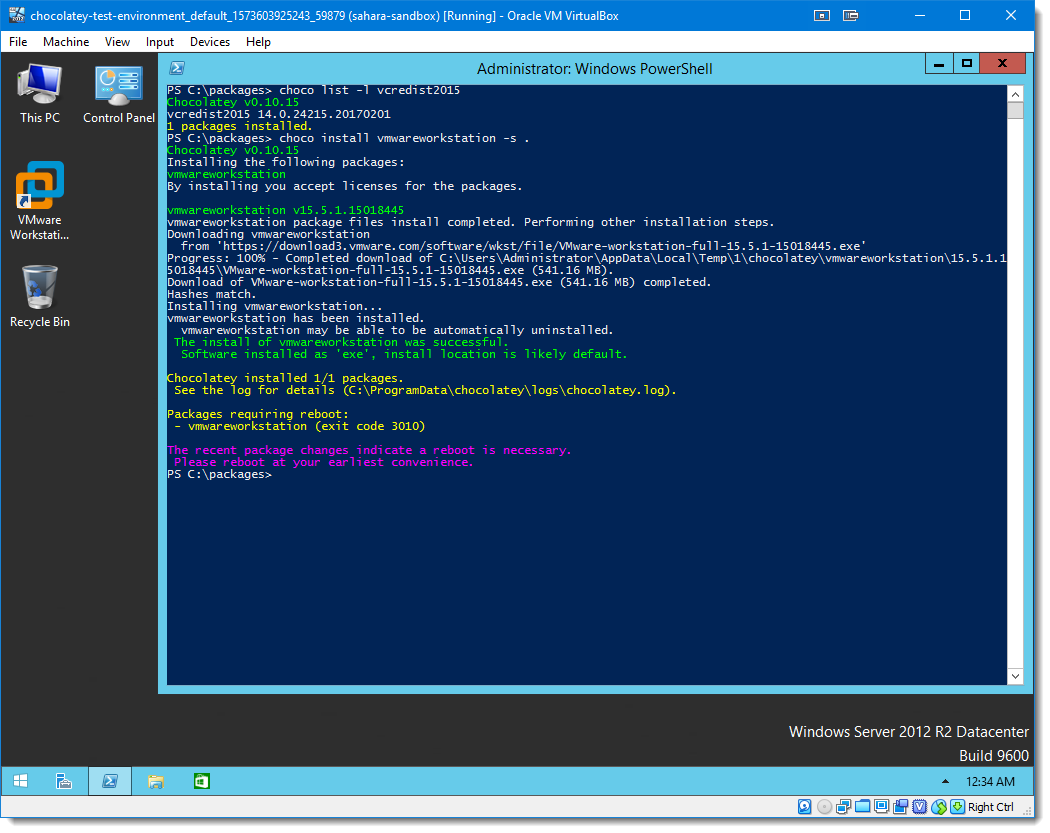 chocolatey-test-environment_default_1573603925243_59879 (sahara-sandbox) [Running] - Oracle VM VirtualBox
File Machine View Input Devices Help
This PC
Control Panel
VMware
Workstati...
Recycle Bin
Administrator: Windows PowerShell
PS C:\packages> choco list -l vcredist2015
Chocolatey v0.10.15
vcredist2015 14.0.24215.20170201
1 packages installed.
PS C:\packages> choco install vmwareworkstation -s .
Chocolatey v0.10.15
Installing the following packages:
vmwareworkstation
By installing you accept licenses for the packages.
vmwareworkstation v15.5.1.15018445
vmwareworkstation package files install completed. Performing other installation steps.
Downloading vmwareworkstation
from 'https://download3.vmware.com/software/wkst/file/VMware-workstation-full-15.5.1-15018445.exe'
Progress: 100% - Completed download of C:\Users\Administrator\AppData\Local\Temp\1\chocolatey\vmwareworkstation\15.5.1.1
5018445\VMware-workstation-full-15.5.1-15018445.exe (541.16 MB).
Download of VMware-workstation-full-15.5.1-15018445.exe (541.16 MB) completed.
Hashes match.
Installing vmwareworkstation...
vmwareworkstation has been installed.
vmwareworkstation may be able to be automatically uninstalled.
The install of vmwareworkstation was successful.
Software installed as 'exe', install location is likely default.
Chocolatey installed 1/1 packages.
See the log for details (C:\ProgramData\chocolatey\logs\chocolatey.log).
Packages requiring reboot:
- vmwareworkstation (exit code 3010)
The recent package changes indicate a reboot is necessary.
Please reboot at your earliest convenience.
PS C:\packages>
Windows Server 2012 R2 Datacenter
Build 9600
12:34 AM
Right Ctrl